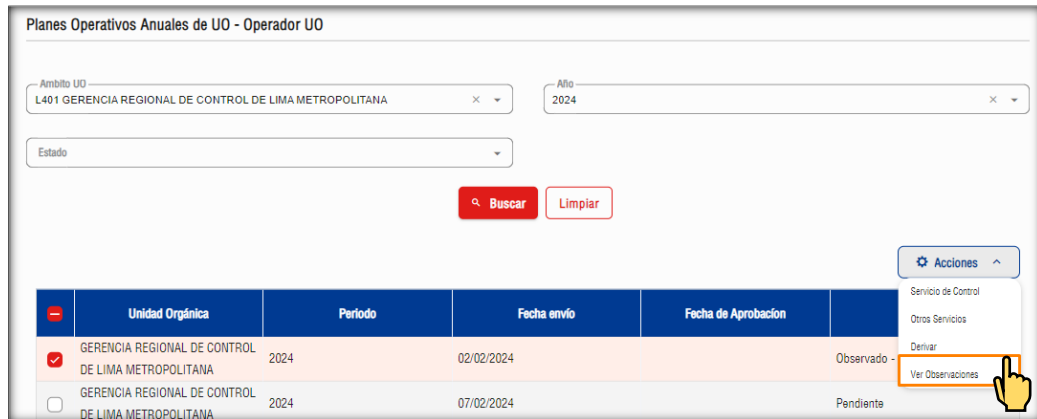 Planes Operativos Anuales de UO - Operador UO
Ambito UO
L401 GERENCIA REGIONAL DE CONTROL DE LIMA METROPOLITANA
Año
2024
Estado
Buscar
Limpiar
Acciones
Servicio de Control
Otros Servicios
Derivar
Ver Observaciones
Unidad Orgánica Periodo Fecha envío Fecha de Aprobacíon
GERENCIA REGIONAL DE CONTROL
DE LIMA METROPOLITANA
2024 02/02/2024 Observado -
GERENCIA REGIONAL DE CONTROL
DE LIMA METROPOLITANA
2024 07/02/2024 Pendiente